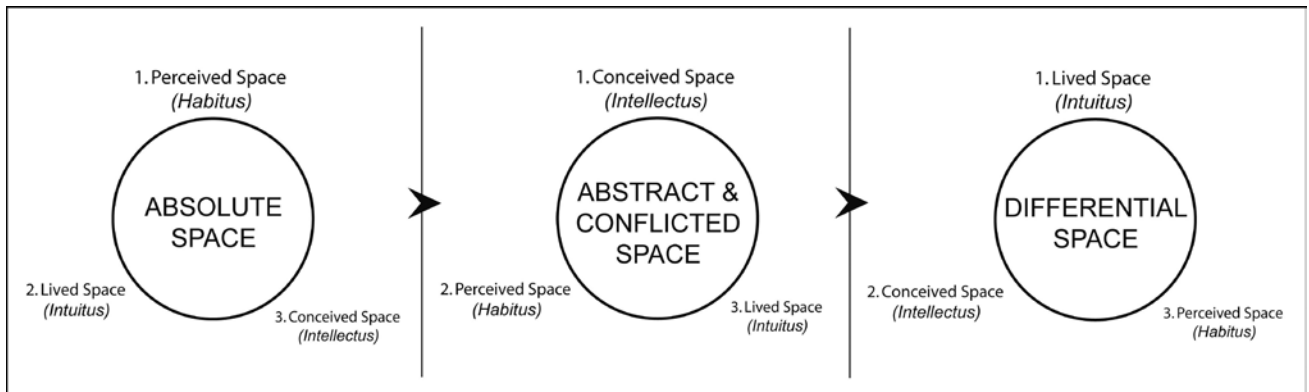 1. Perceived Space
(Habitus)
ABSOLUTE
SPACE
2. Lived Space
(Intuitus)
3. Conceived Space
(Intellectus)
1. Conceived Space
(Intellectus)
ABSTRACT &
CONFLICTED
SPACE
2. Perceived Space
(Habitus)
3. Lived Space
(Intuitus)
1. Lived Space
(Intuitus)
DIFFERENTIAL
SPACE
2. Conceived Space
(Intellectus)
3. Perceived Space
(Habitus)